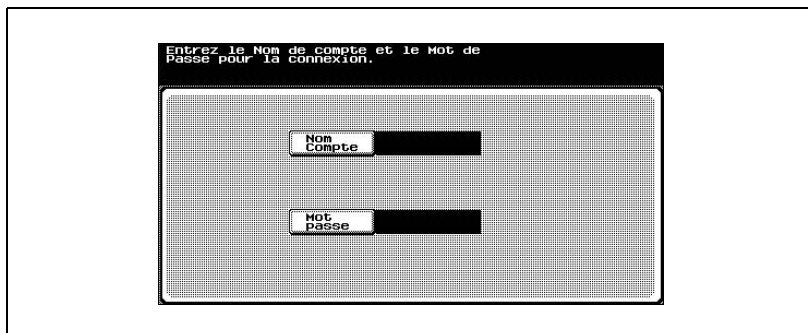 Entrez le Nom de compte et le Mot de
Passe pour la connexion.
Nom
Compte
Mot
passe